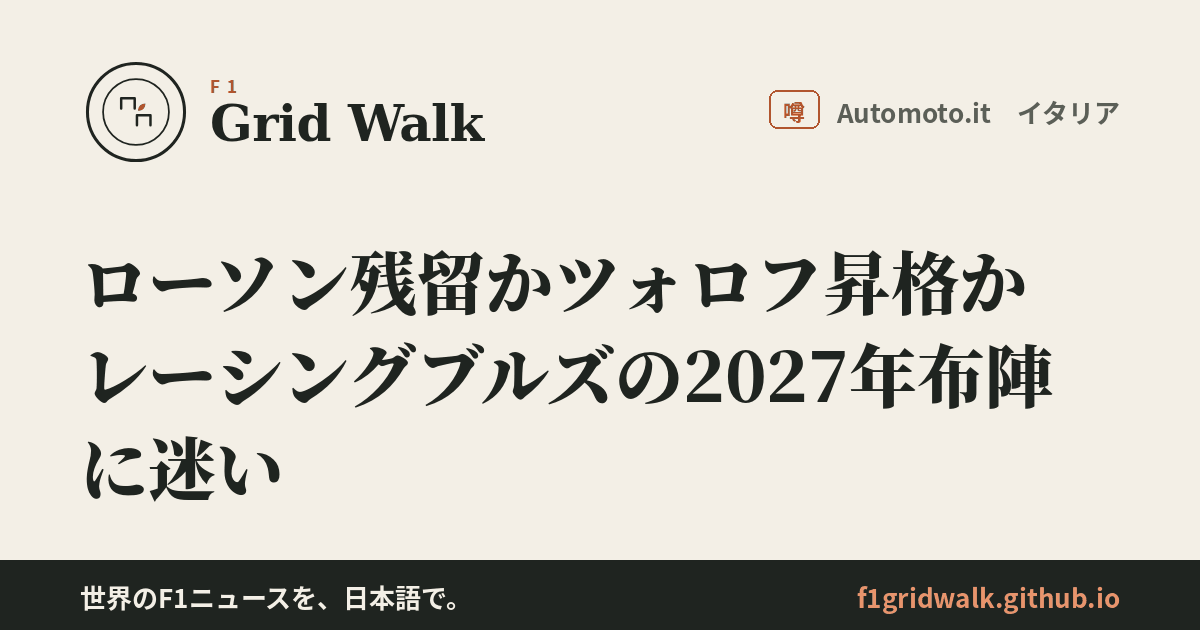 F1
Grid Walk
噂 Automoto.it イタリア
ローソン残留かツォロフ昇格か
レーシングブルズの2027年布陣
に迷い
世界のF1ニュースを、日本語で。
f1gridwalk.github.io